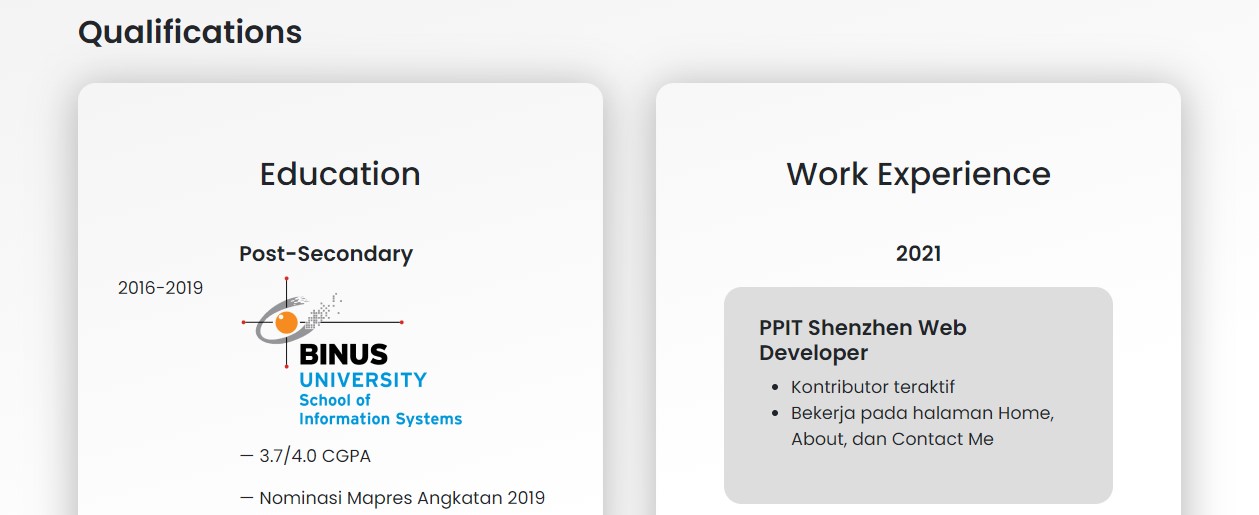 Qualifications
Education
Post-Secondary
2016-2019
BINUS
UNIVERSITY
School of
Information Systems
— 3.7/4.0 CGPA
— Nominasi Mapres Angkatan 2019
Work Experience
2021
PPIT Shenzhen Web
Developer
• Kontributor teraktif
• Bekerja pada halaman Home,
About, dan Contact Me